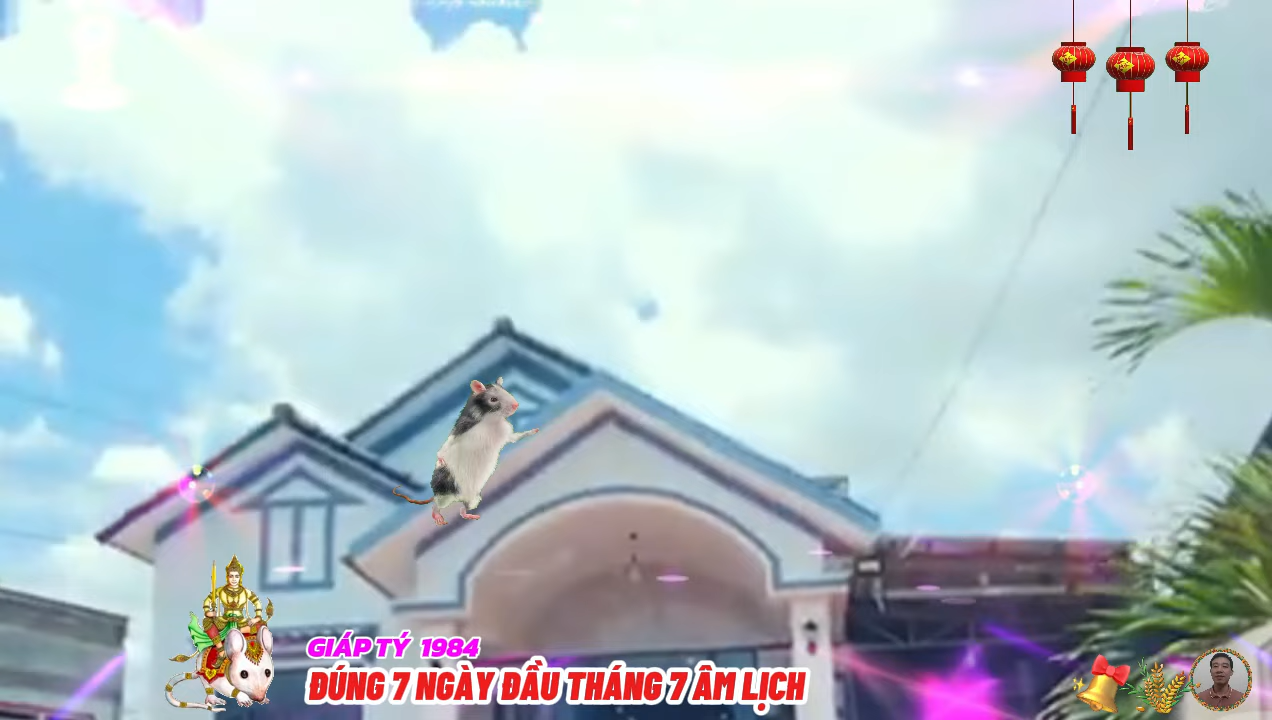 GIÁP TÝ 1984
ĐÚNG 7 NGÀY ĐẦU THÁNG 7 ÂM LỊCH